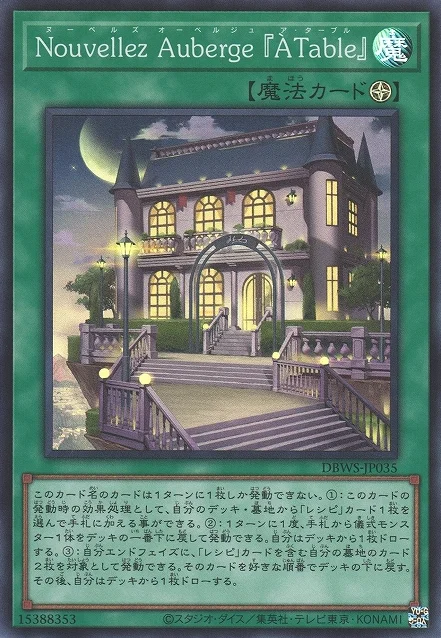 ヌーベルズ オーベルジュ ア・ターブル
Nouvellez Auberge『ÀTable』
魔
【魔法カード】
DBWS-JP035
このカード名のカードは1ターンに1枚しか発動できない。①：このカードの
発動時の効果処理として、自分のデッキ・墓地から「レシピ」カード1枚を
選んで手札に加える事ができる。②：1ターンに1度、手札から儀式モンス
ター1体をデッキの一番下に戻して発動できる。自分はデッキから1枚ドロー
する。③：自分エンドフェイズに、「レシピ」カードを含む自分の墓地のカード
2枚を対象として発動できる。そのカードを好きな順番でデッキの下に戻す。
その後、自分はデッキから1枚ドローする。
15388353
©スタジオ・ダイス／集英社・テレビ東京・KONAMI